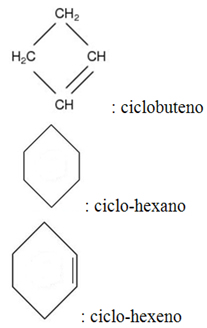 CH₂
H₂C CH
CH : ciclobuteno
: ciclo-hexano
: ciclo-hexeno